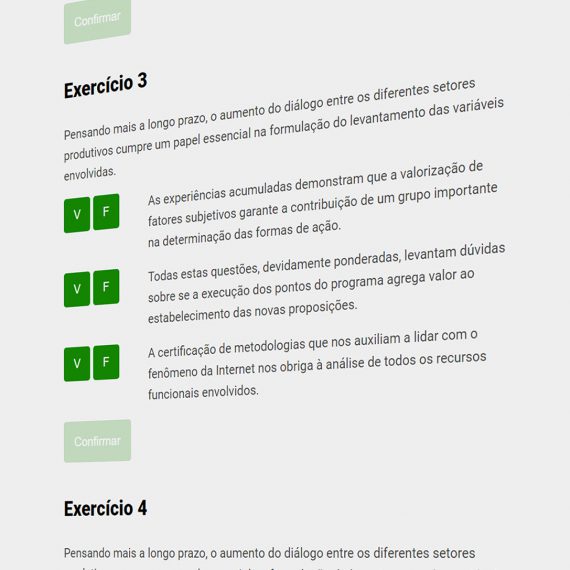 Confirmar
Exercício 3
Pensando mais a longo prazo, o aumento do diálogo entre os diferentes setores
produtivos cumpre um papel essencial na formulação do levantamento das variáveis
envolvidas.
V F
As experiências acumuladas demonstram que a valorização de
fatores subjetivos garante a contribuição de um grupo importante
na determinação das formas de ação.
V F
Todas estas questões, devidamente ponderadas, levantam dúvidas
sobre se a execução dos pontos do programa agrega valor ao
estabelecimento das novas proposições.
V F
A certificação de metodologias que nos auxiliam a lidar com o
fenômeno da Internet nos obriga à análise de todos os recursos
funcionais envolvidos.
Confirmar
Exercício 4
Pensando mais a longo prazo, o aumento do diálogo entre os diferentes setores